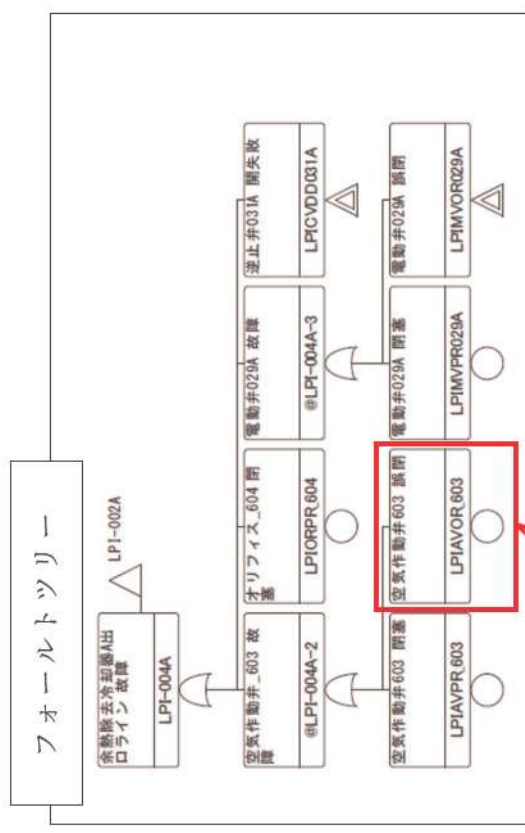 フォールトツリー
LPI-002A
余熱除去冷却器A出
ロライン 故障
LPI-004A
空気作動弁_603 故
障
@LPI-004A-2
オリフィス_604 閉
塞
LPIORPR_604
電動弁029A 故障
@LPI-004A-3
逆止弁031A 開失敗
LPICVDD031A
空気作動弁603 閉塞
LPIAVPR_603
空気作動弁603 誤閉
LPIAVOR_603
電動弁029A 閉塞
LPIMVPR029A
電動弁029A 誤閉
LPIMVOR029A